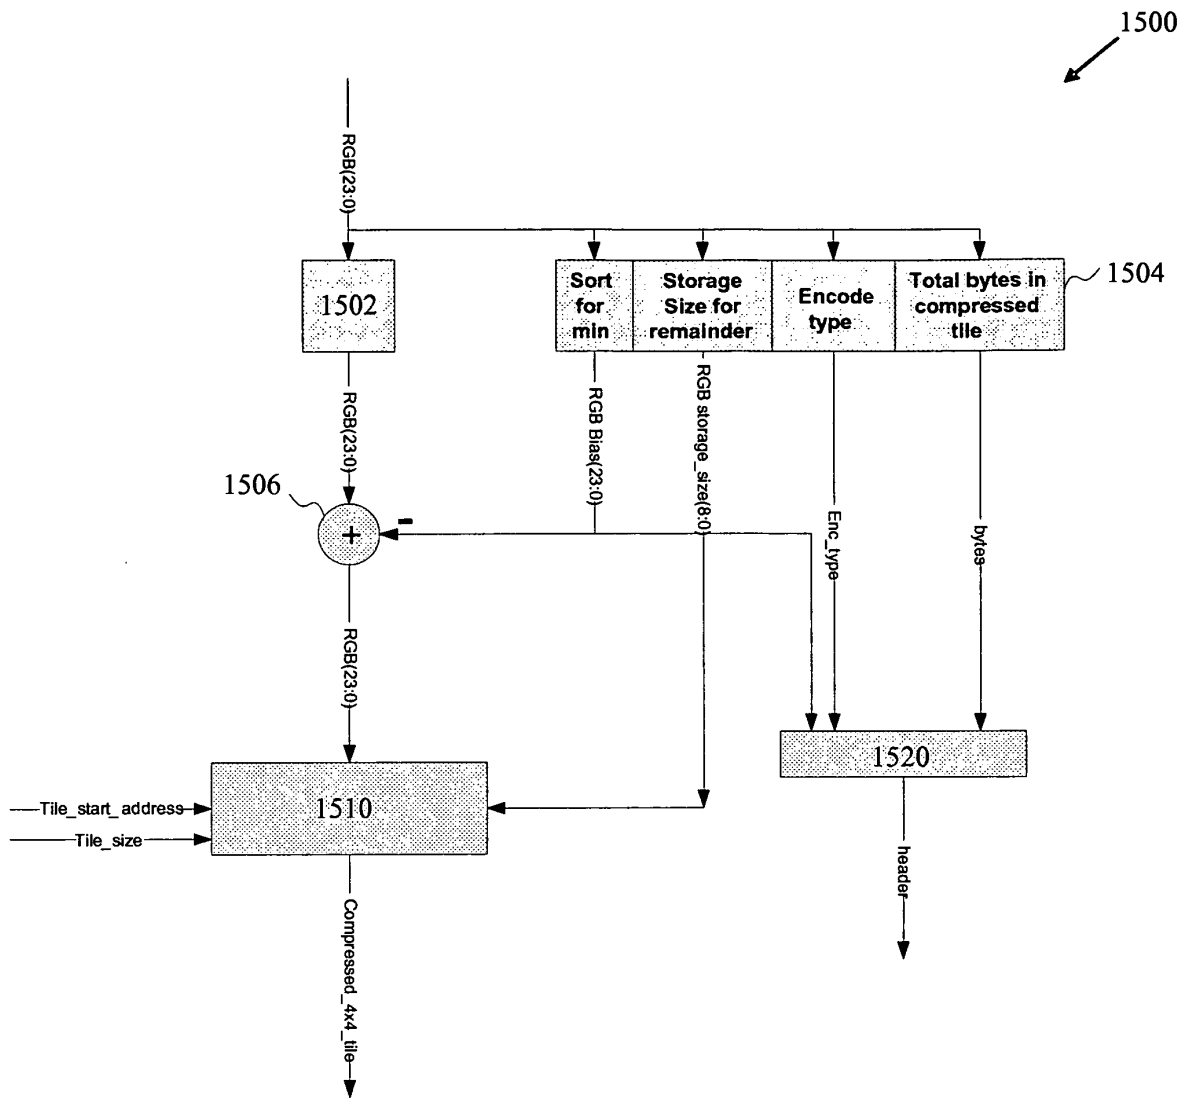 1500
RGB(23:0)
1502
Sort
for
min
Storage
Size for
remainder
Encode
type
Total bytes in
compressed
tile
1504
RGB(23:0)
RGB Bias(23:0)
RGB storage_size(8:0)
1506
-
+
Enc_type
bytes
RGB(23:0)
1520
Tile_start_address
1510
Tile_size
header
Compressed_4x4_tile